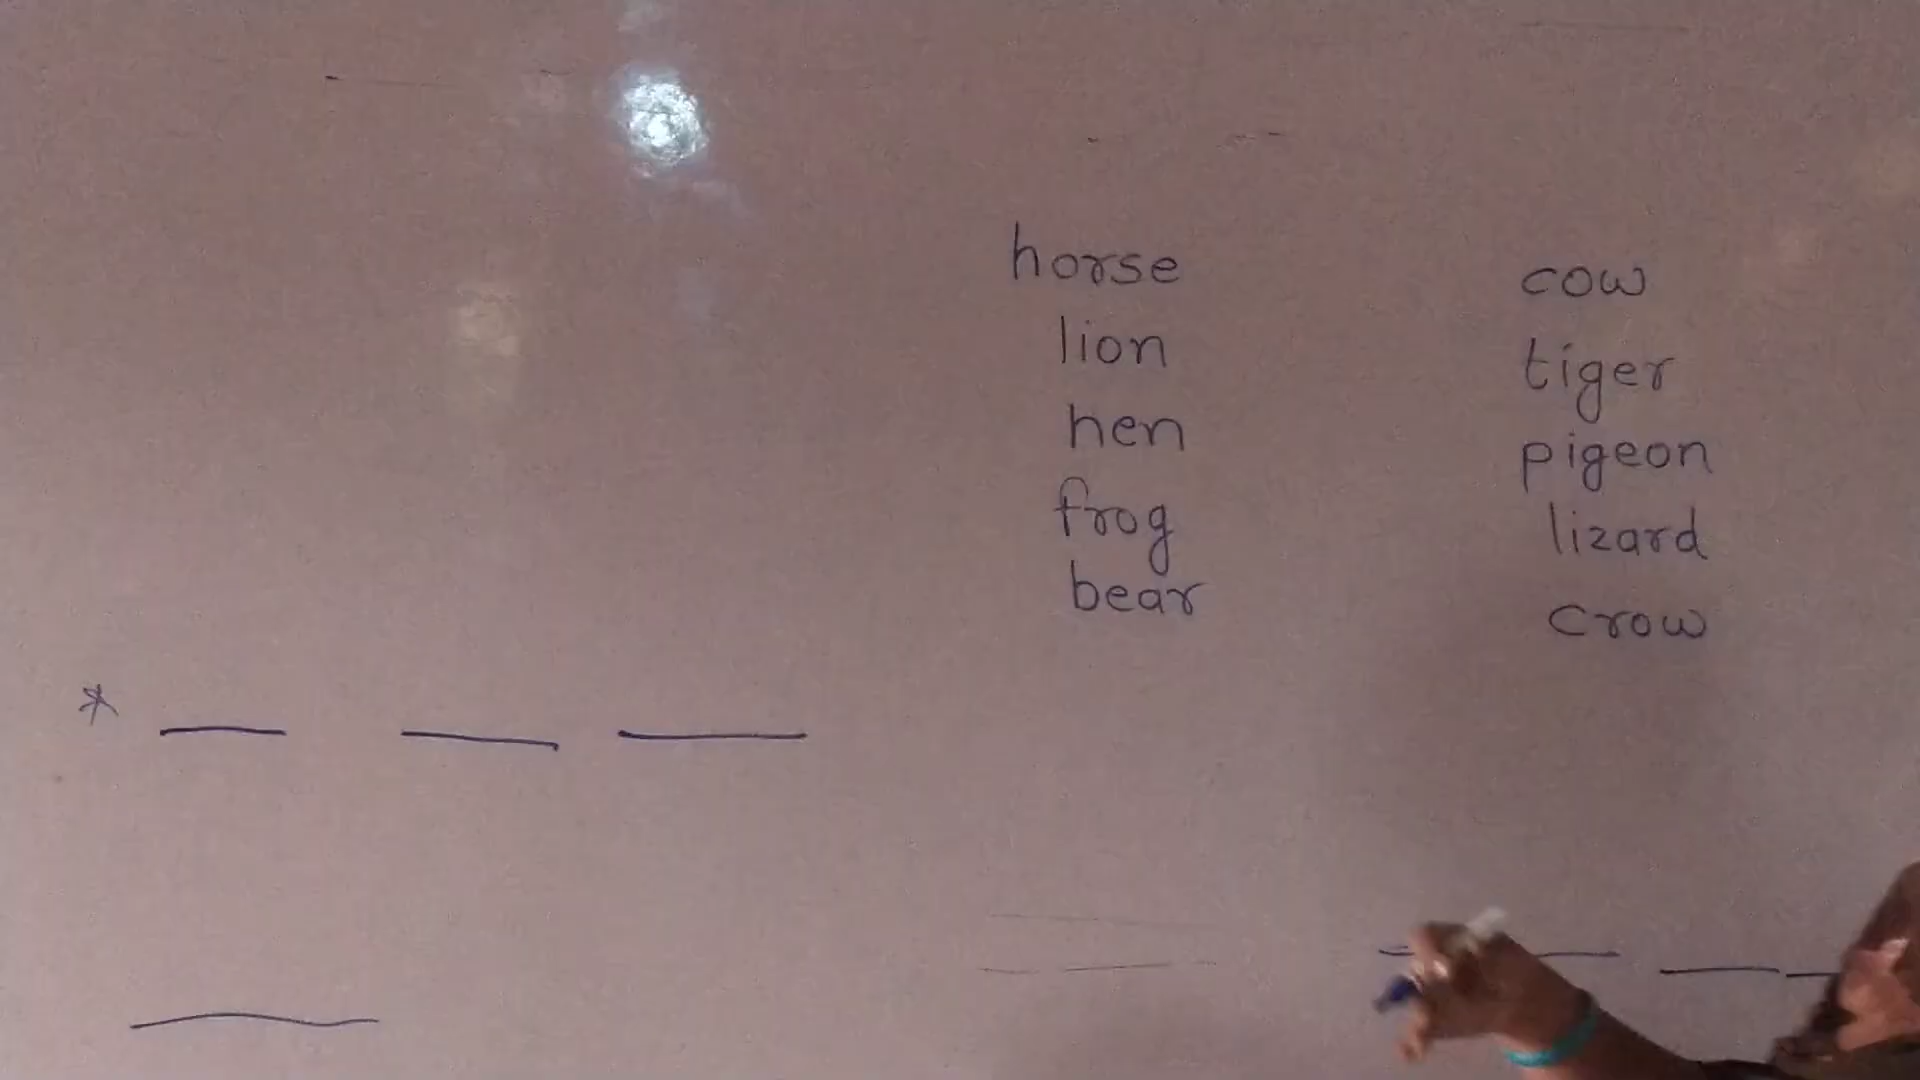 horse
lion
hen
frog
bear
cow
tiger
pigeon
lizard
crow
*